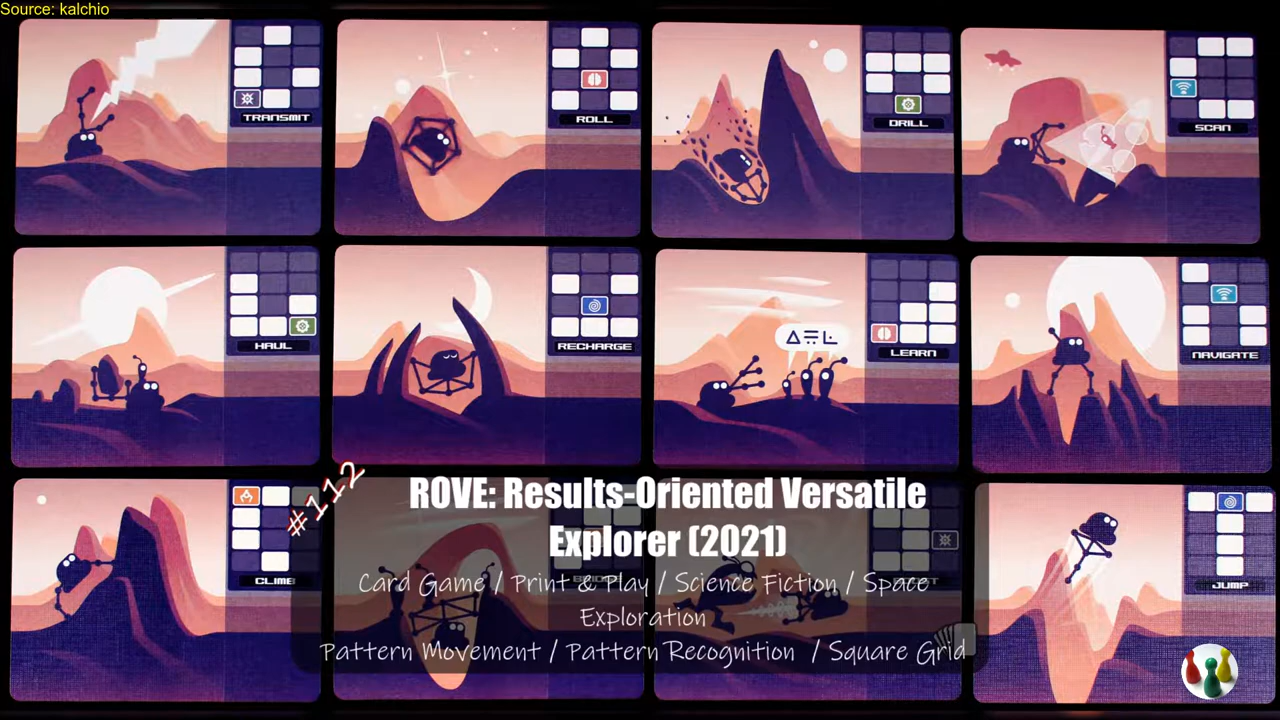 Source: kalchio
TRANSMIT
ROLL
DRILL
SCAN
HAUL
RECHARGE
LEARN
NAVIGATE
#112
ROVE: Results-Oriented Versatile
Explorer (2021)
CLIMB
JUMP
Card Game / Print & Play / Science Fiction / Space
Exploration
Pattern Movement / Pattern Recognition / Square Grid